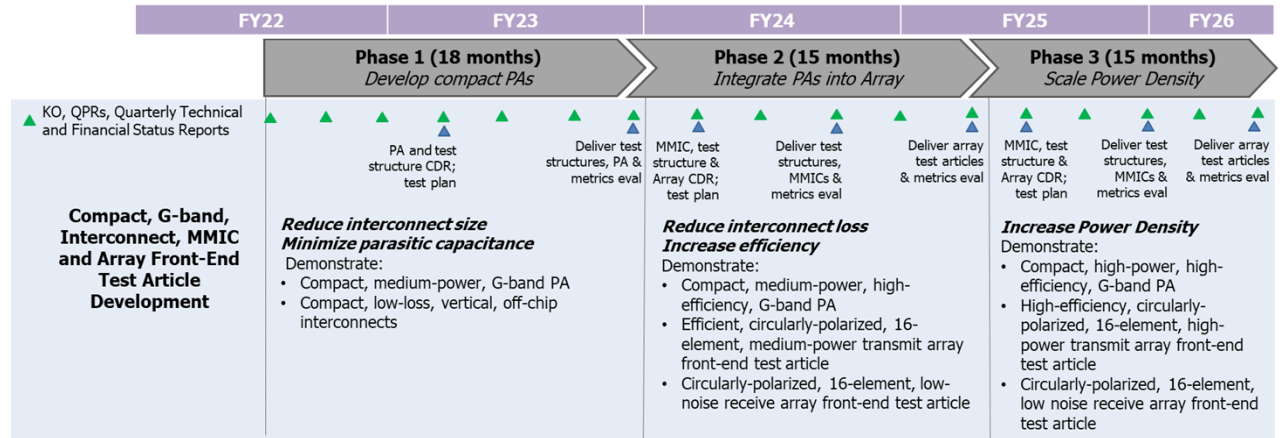 FY22
FY23
FY24
FY25
FY26
Phase 1 (18 months)
Develop compact PAs
Phase 2 (15 months)
Integrate PAs into Array
Phase 3 (15 months)
Scale Power Density
KO, QPRs, Quarterly Technical
and Financial Status Reports
PA and test
structure CDR;
test plan
Deliver test
structures, PA &
metrics eval
MMIC, test
structure &
Array CDR;
test plan
Deliver test
structures,
MMICs &
metrics eval
Deliver array
test articles
& metrics eval
MMIC, test
structure &
Array CDR;
test plan
Deliver test
structures,
MMICs &
metrics eval
Deliver array
test articles
& metrics eval
Compact, G-band,
Interconnect, MMIC
and Array Front-End
Test Article
Development
Reduce interconnect size
Minimize parasitic capacitance
Demonstrate:
• Compact, medium-power, G-band PA
• Compact, low-loss, vertical, off-chip
interconnects
Reduce interconnect loss
Increase efficiency
Demonstrate:
• Compact, medium-power, high-
efficiency, G-band PA
• Efficient, circularly-polarized, 16-
element, medium-power transmit array
front-end test article
• Circularly-polarized, 16-element, low-
noise receive array front-end test article
Increase Power Density
Demonstrate:
• Compact, high-power, high-
efficiency, G-band PA
• High-efficiency, circularly-
polarized, 16-element, high-
power transmit array front-end
test article
• Circularly-polarized, 16-element,
low noise receive array front-end
test article